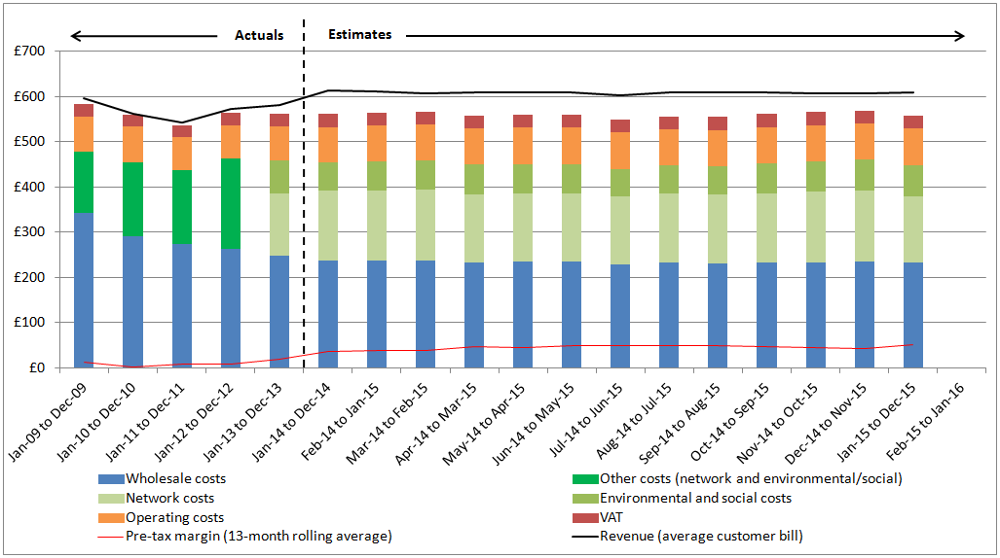 Actuals Estimates
£700
£600
£500
£400
£300
£200
£100
£0
Jan-09 to Dec-09
Jan-10 to Dec-10
Jan-11 to Dec-11
Jan-12 to Dec-12
Jan-13 to Dec-13
Jan-14 to Dec-14
Feb-14 to Jan-15
Mar-14 to Feb-15
Apr-14 to Mar-15
May-14 to Apr-15
Jun-14 to May-15
Jul-14 to Jun-15
Aug-14 to Jul-15
Sep-14 to Aug-15
Oct-14 to Sep-15
Nov-14 to Oct-15
Dec-14 to Nov-15
Jan-15 to Dec-15
Feb-15 to Jan-16
Wholesale costs
Other costs (network and environmental/social)
Network costs
Environmental and social costs
Operating costs
VAT
Pre-tax margin (13-month rolling average)
Revenue (average customer bill)